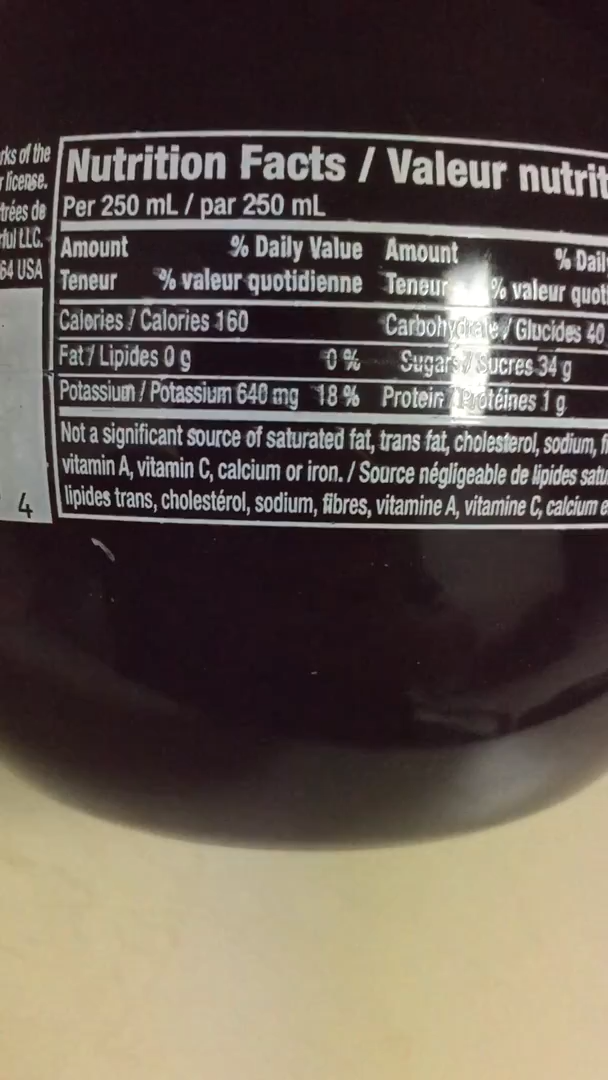 rks of the
r license.
trées de
rful LLC.
64 USA
4
Nutrition Facts / Valeur nutrit
Per 250 mL / par 250 mL
Amount % Daily Value Amount % Dail
Teneur % valeur quotidienne Teneur % valeur quot
Calories / Calories 160 Carbohydrate / Glucides 40
Fat / Lipides 0 g 0 % Sugars / Sucres 34 g
Potassium / Potassium 640 mg 18 % Protein / Protéines 1 g
Not a significant source of saturated fat, trans fat, cholesterol, sodium, fi
vitamin A, vitamin C, calcium or iron. / Source négligeable de lipides satu
lipides trans, cholestérol, sodium, fibres, vitamine A, vitamine C, calcium e